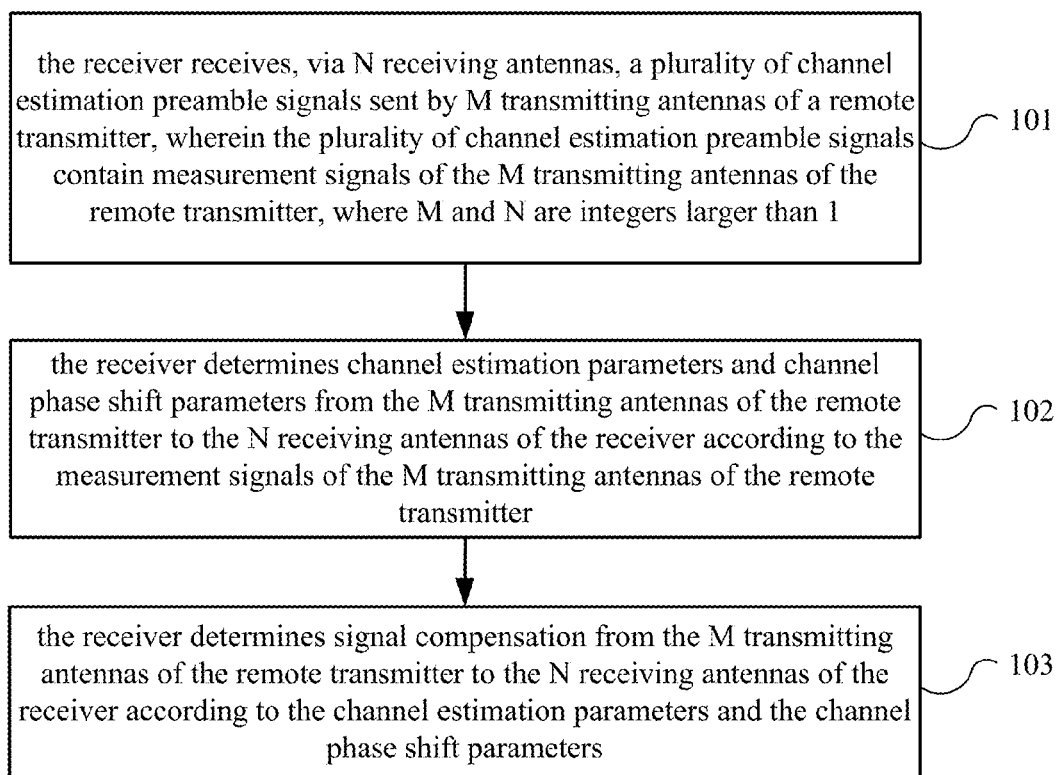 the receiver receives, via N receiving antennas, a plurality of channel
estimation preamble signals sent by M transmitting antennas of a remote
transmitter, wherein the plurality of channel estimation preamble signals
contain measurement signals of the M transmitting antennas of the
remote transmitter, where M and N are integers larger than 1
101
the receiver determines channel estimation parameters and channel
phase shift parameters from the M transmitting antennas of the remote
transmitter to the N receiving antennas of the receiver according to the
measurement signals of the M transmitting antennas of the remote
transmitter
102
the receiver determines signal compensation from the M transmitting
antennas of the remote transmitter to the N receiving antennas of the
receiver according to the channel estimation parameters and the channel
phase shift parameters
103